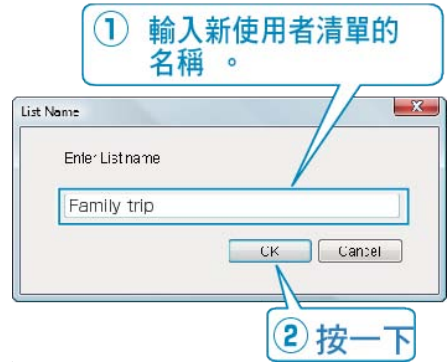 ① 輸入新使用者清單的
名稱 。
List Name
Enter List name
Family trip
OK Cancel
② 按一下